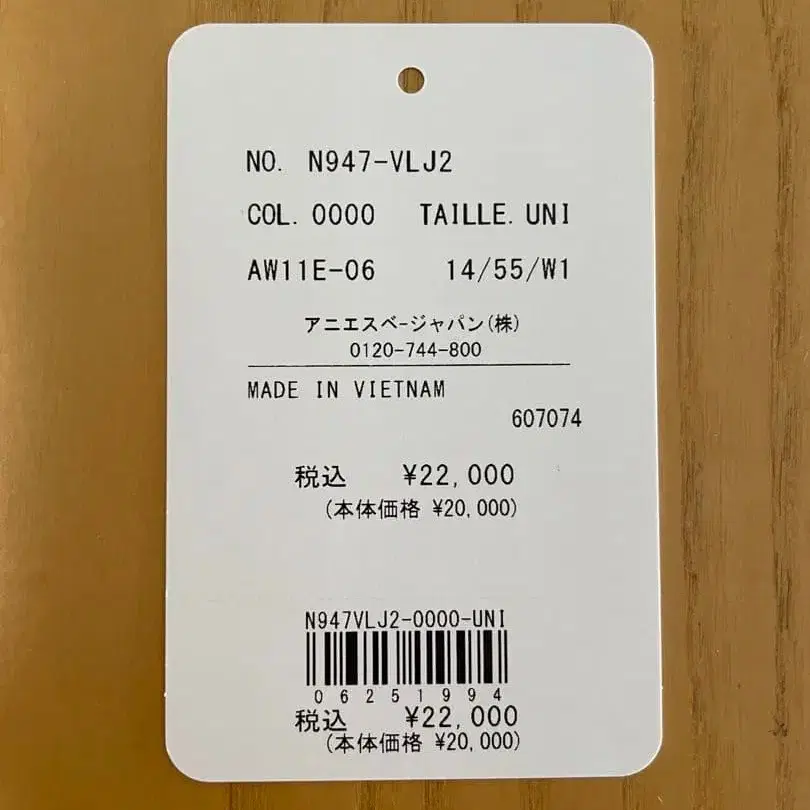 NO. N947-VLJ2
COL. 0000 TAILLE. UNI
AW11E-06 14/55/W1
アニエスベージャパン(株)
0120-744-800
MADE IN VIETNAM
607074
税込 ¥22,000
(本体価格 ¥20,000)
N947VLJ2-0000-UNI
06251994
税込 ¥22,000
(本体価格 ¥20,000)